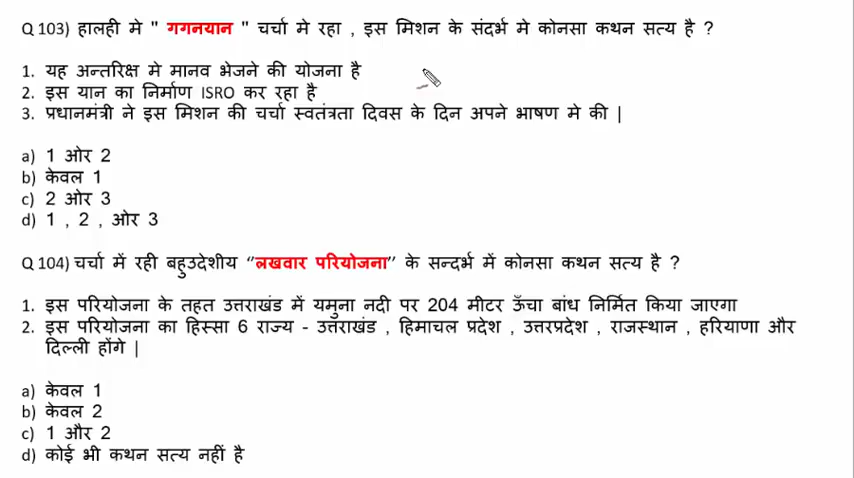 Q 103) हालही मे " गगनयान " चर्चा मे रहा , इस मिशन के संदर्भ मे कोनसा कथन सत्य है ?
1. यह अन्तरिक्ष मे मानव भेजने की योजना है
2. इस यान का निर्माण ISRO कर रहा है
3. प्रधानमंत्री ने इस मिशन की चर्चा स्वतंत्रता दिवस के दिन अपने भाषण मे की |
a) 1 ओर 2
b) केवल 1
c) 2 ओर 3
d) 1 , 2 , ओर 3
Q 104) चर्चा में रही बहुउदेशीय “लखवार परियोजना” के सन्दर्भ में कोनसा कथन सत्य है ?
1. इस परियोजना के तहत उत्तराखंड में यमुना नदी पर 204 मीटर ऊँचा बांध निर्मित किया जाएगा
2. इस परियोजना का हिस्सा 6 राज्य - उत्तराखंड , हिमाचल प्रदेश , उत्तरप्रदेश , राजस्थान , हरियाणा और
दिल्ली होंगे |
a) केवल 1
b) केवल 2
c) 1 और 2
d) कोई भी कथन सत्य नहीं है